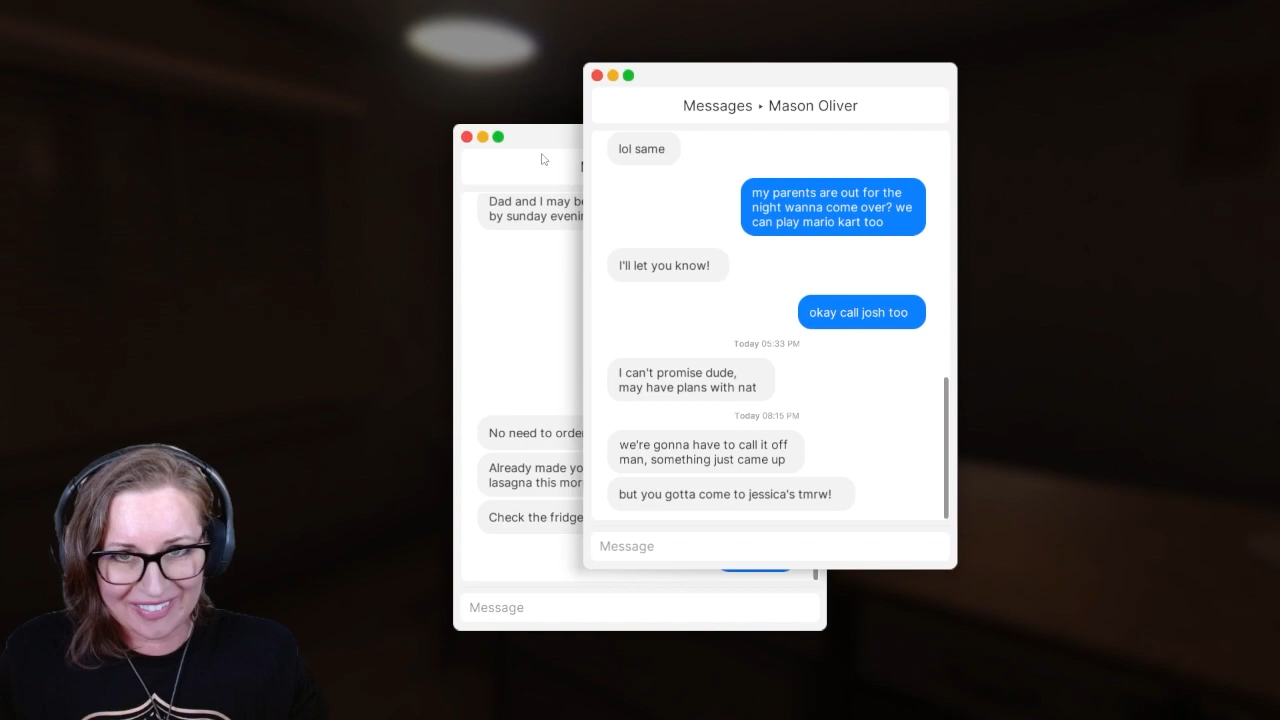 Messages ▸ Mason Oliver
lol same
my parents are out for the
night wanna come over? we
can play mario kart too
I'll let you know!
okay call josh too
Today 05:33 PM
I can't promise dude,
may have plans with nat
Today 08:15 PM
we're gonna have to call it off
man, something just came up
but you gotta come to jessica's tmrw!
Message
Dad and I may be
by sunday
No need to
Already made
lasagna this
Check the fridge
Message